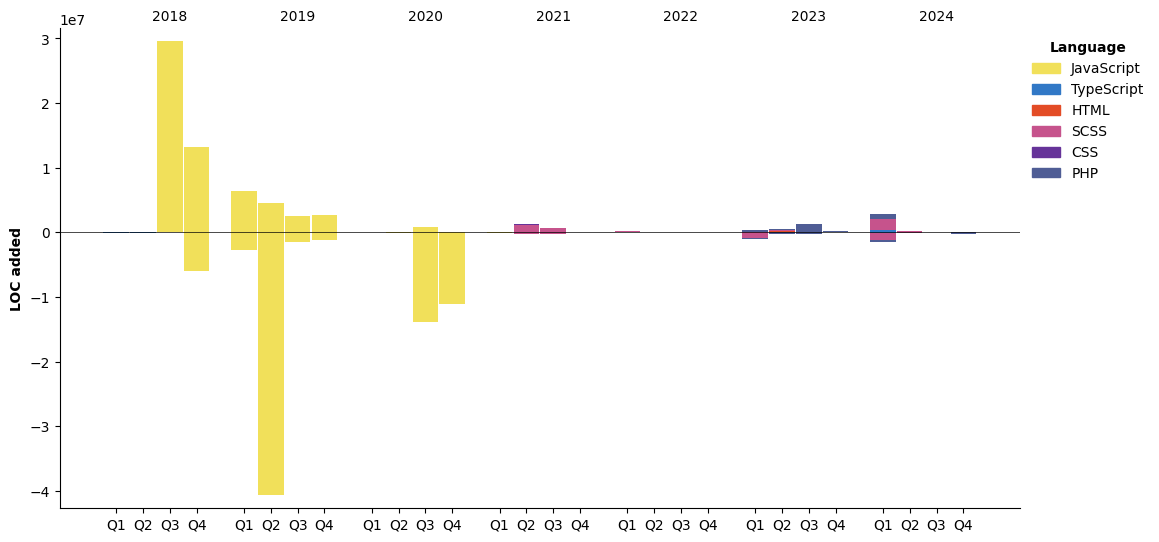 1e7
2018 2019 2020 2021 2022 2023 2024
3
2
1
0
−1
−2
−3
−4
LOC added
Q1 Q2 Q3 Q4 Q1 Q2 Q3 Q4 Q1 Q2 Q3 Q4 Q1 Q2 Q3 Q4 Q1 Q2 Q3 Q4 Q1 Q2 Q3 Q4 Q1 Q2 Q3 Q4
Language
JavaScript
TypeScript
HTML
SCSS
CSS
PHP